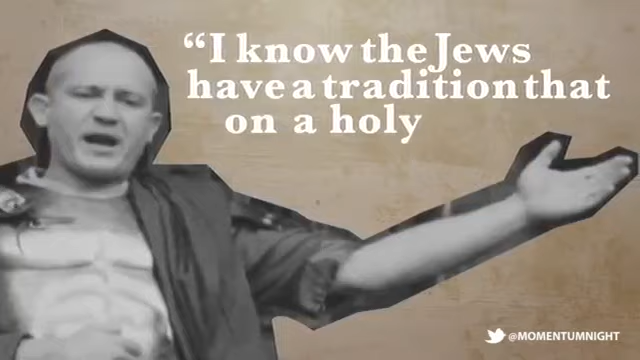 “I know the Jews
have a tradition that
on a holy
@MOMENTUMNIGHT